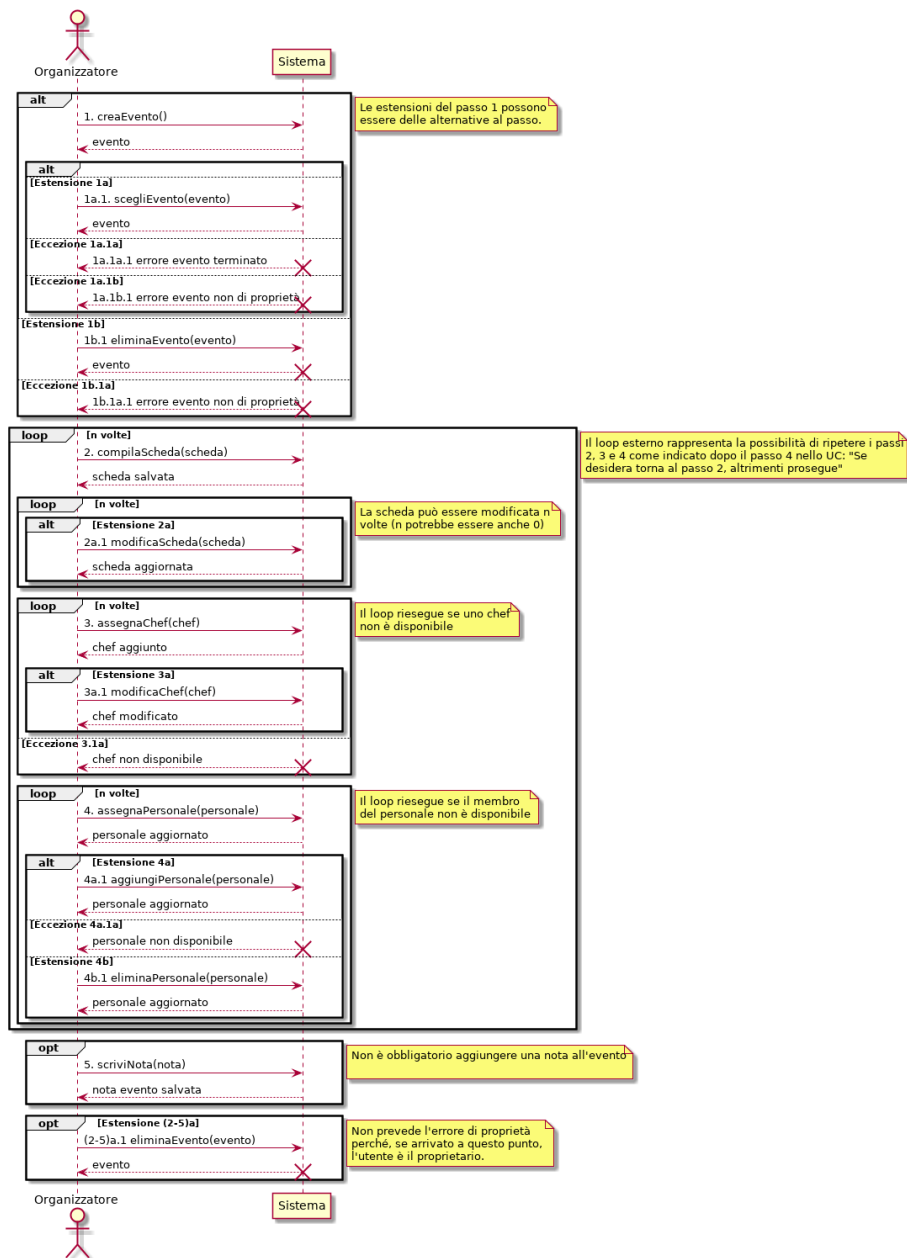 Organizzatore
Sistema
alt
Le estensioni del passo 1 possono
essere delle alternative al passo.
1. creaEvento()
evento
alt
[Estensione 1a]
1a.1. scegliEvento(evento)
evento
[Eccezione 1a.1a]
1a.1a.1 errore evento terminato
[Eccezione 1a.1b]
1a.1b.1 errore evento non di proprietà
[Estensione 1b]
1b.1 eliminaEvento(evento)
evento
[Eccezione 1b.1a]
1b.1a.1 errore evento non di proprietà
loop [n volte]
Il loop esterno rappresenta la possibilità di ripetere i passi
2, 3 e 4 come indicato dopo il passo 4 nello UC: "Se
desidera torna al passo 2, altrimenti prosegue"
2. compilaScheda(scheda)
scheda salvata
loop [n volte]
La scheda può essere modificata n
volte (n potrebbe essere anche 0)
alt [Estensione 2a]
2a.1 modificaScheda(scheda)
scheda aggiornata
loop [n volte]
Il loop riesegue se uno chef
non è disponibile
3. assegnaChef(chef)
chef aggiunto
alt [Estensione 3a]
3a.1 modificaChef(chef)
chef modificato
[Eccezione 3.1a]
chef non disponibile
loop [n volte]
Il loop riesegue se il membro
del personale non è disponibile
4. assegnaPersonale(personale)
personale aggiornato
alt [Estensione 4a]
4a.1 aggiungiPersonale(personale)
personale aggiornato
[Eccezione 4a.1a]
personale non disponibile
[Estensione 4b]
4b.1 eliminaPersonale(personale)
personale aggiornato
opt
Non è obbligatorio aggiungere una nota all'evento
5. scriviNota(nota)
nota evento salvata
opt [Estensione (2-5)a]
Non prevede l'errore di proprietà
perché, se arrivato a questo punto,
l'utente è il proprietario.
(2-5)a.1 eliminaEvento(evento)
evento
Organizzatore
Sistema